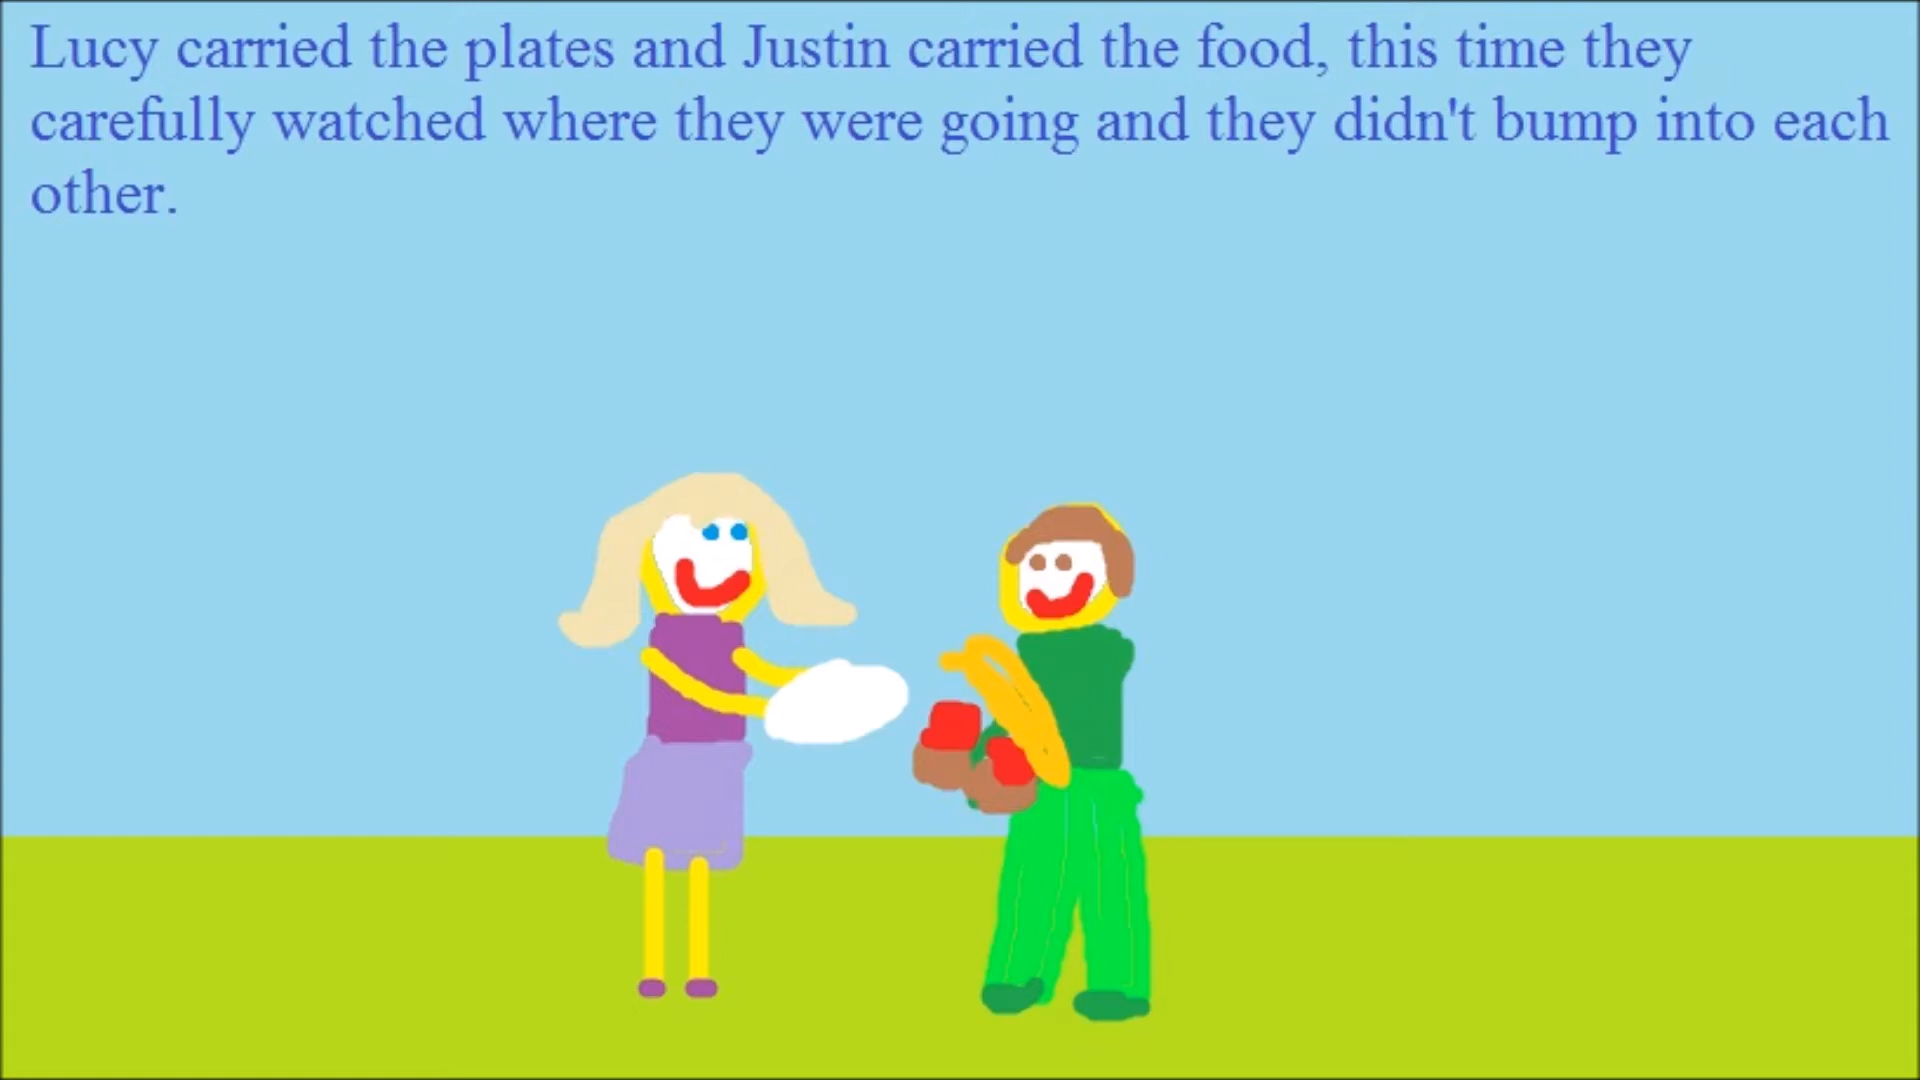 Lucy carried the plates and Justin carried the food, this time they
carefully watched where they were going and they didn't bump into each
other.